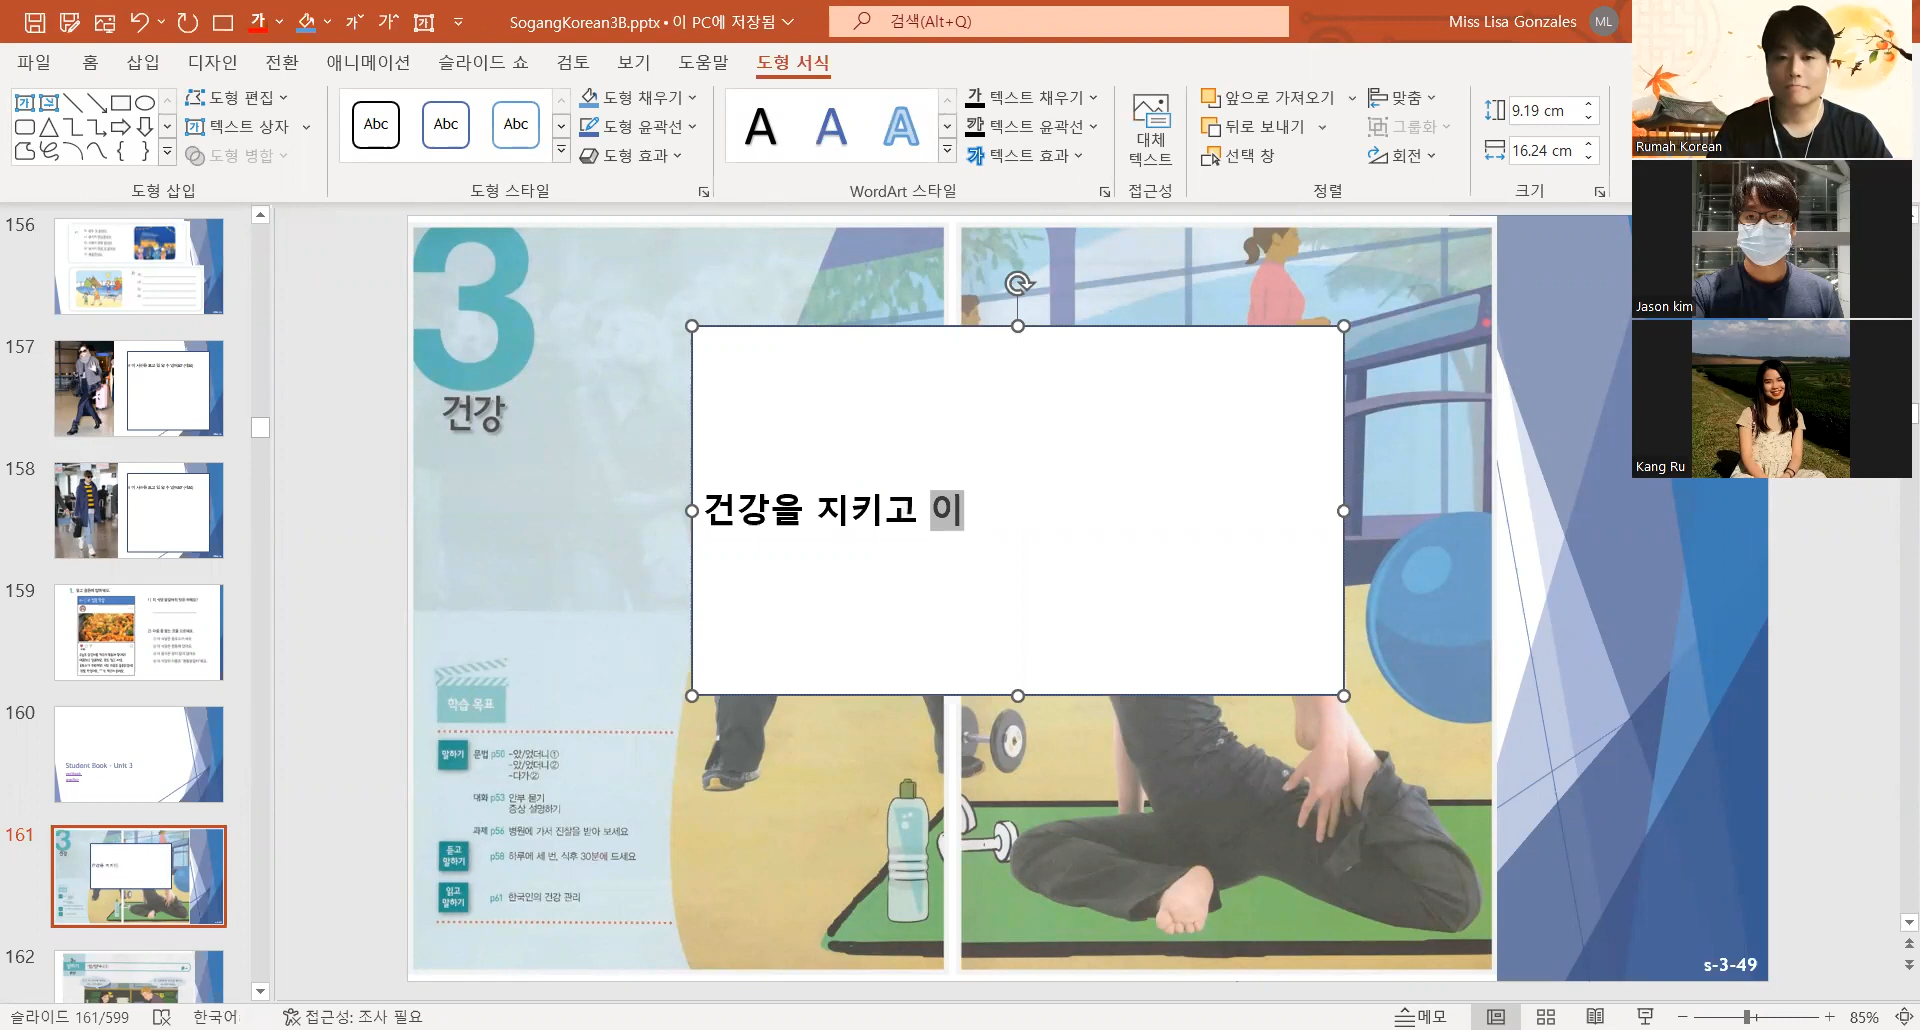 SogangKorean3B.pptx • 이 PC에 저장됨
검색(Alt+Q)
Miss Lisa Gonzales
ML
파일 홈 삽입 디자인 전환 애니메이션 슬라이드 쇼 검토 보기 도움말 도형 서식
도형 편집
텍스트 상자
도형 병합
도형 삽입
Abc Abc Abc
도형 채우기
도형 윤곽선
도형 효과
도형 스타일
A A A
텍스트 채우기
텍스트 윤곽선
텍스트 효과
WordArt 스타일
대체
텍스트
접근성
앞으로 가져오기
뒤로 보내기
선택 창
맞춤
그룹화
회전
정렬
9.19 cm
16.24 cm
크기
Rumah Korean
Jason kim
Kang Ru
156
157
158
159
160
Student Book - Unit 3
161
162
3
건강
건강을 지키고 이
학습 목표
말하기
문법 p50 -았/었더니①
-았/었더니②
-다가②
대화 p53 안부 묻기
증상 설명하기
과제 p56 병원에 가서 진찰을 받아 보세요
듣고
말하기
p58 하루에 세 번, 식후 30분에 드세요
읽고
말하기
p61 한국인의 건강 관리
s-3-49
슬라이드 161/599
한국어
접근성: 조사 필요
메모
85%